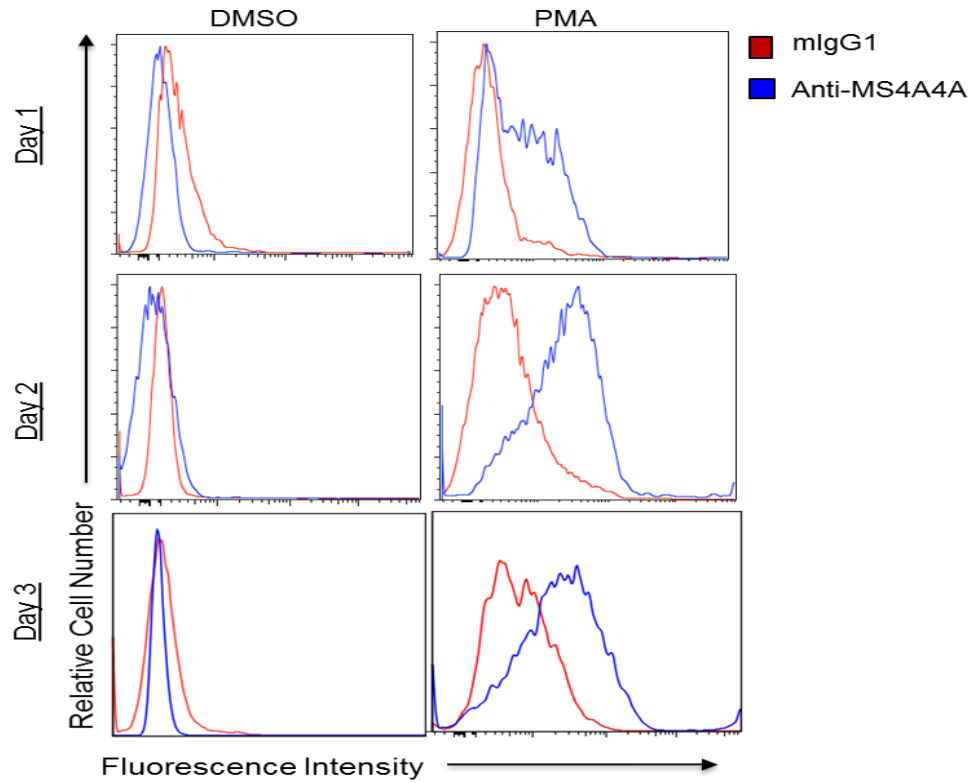 DMSO
PMA
mIgG1
Anti-MS4A4A
Day 1
Day 2
Day 3
Relative Cell Number
Fluorescence Intensity